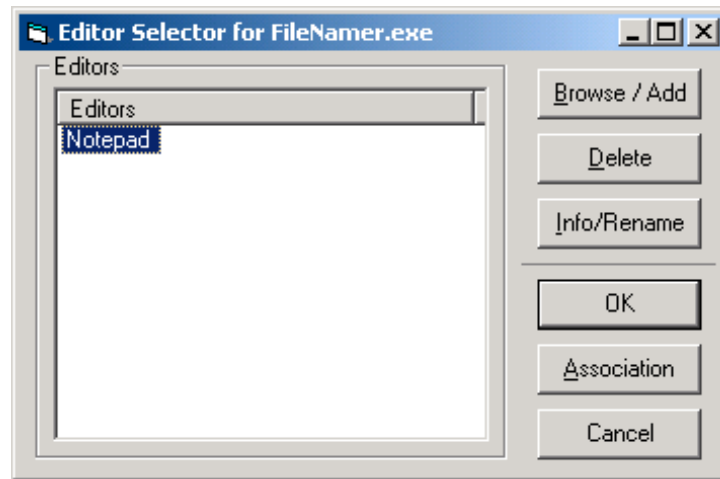 Editor Selector for FileNamer.exe
Editors
Editors
Notepad
Browse / Add
Delete
Info/Rename
OK
Association
Cancel